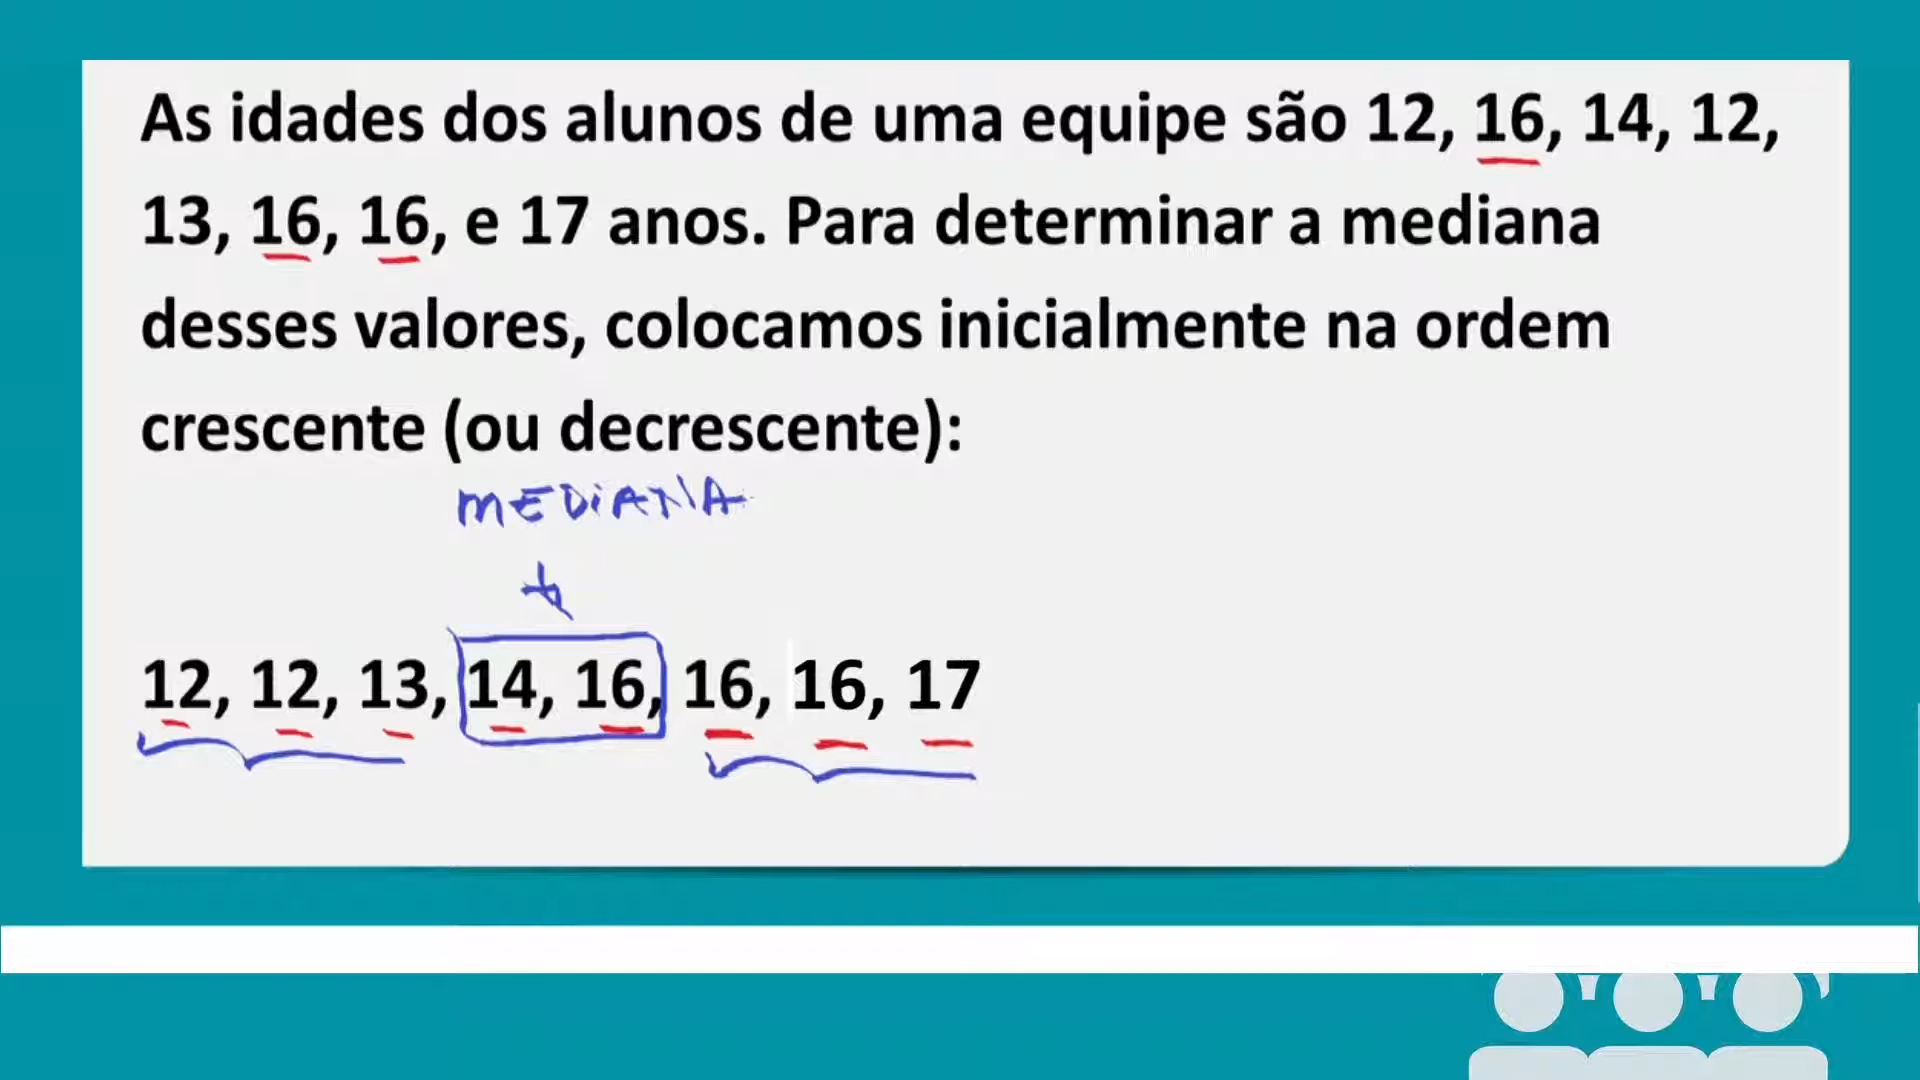 As idades dos alunos de uma equipe são 12, 16, 14, 12,
13, 16, 16, e 17 anos. Para determinar a mediana
desses valores, colocamos inicialmente na ordem
crescente (ou decrescente):
MEDIANA
12, 12, 13, 14, 16, 16, 16, 17